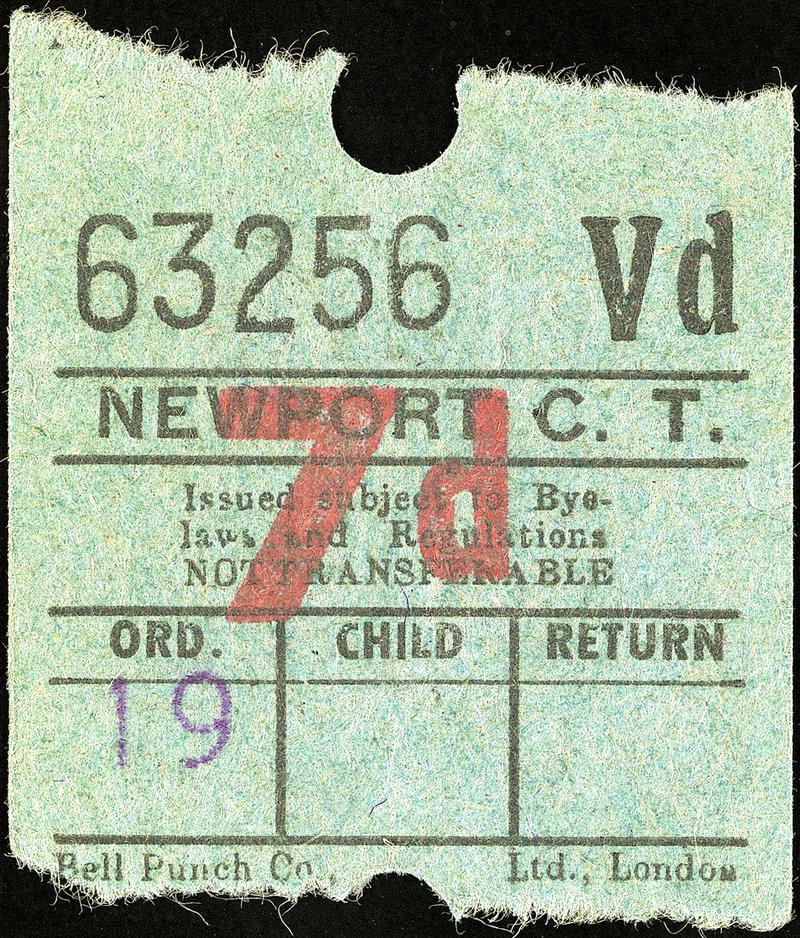 63256 Vd
NEWPORT C. T.
7d
Issued subject to Bye-
laws and Regulations
NOT TRANSFERABLE
ORD. CHILD RETURN
19
Bell Punch Co., Ltd., London